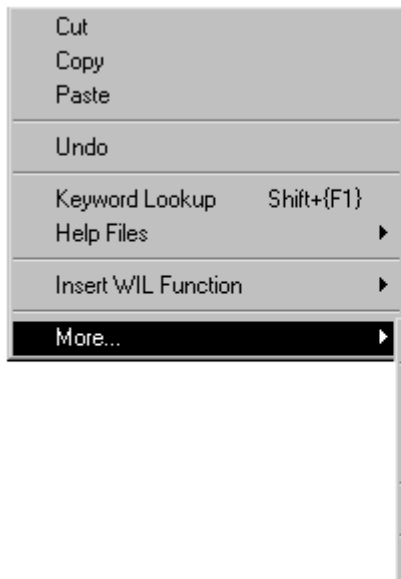 Cut
Copy
Paste
Undo
Keyword Lookup Shift+{F1}
Help Files
Insert WIL Function
More...